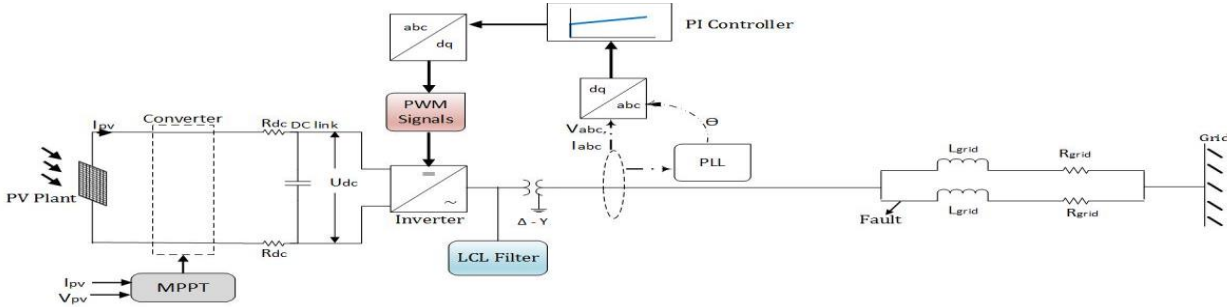 abc
dq
PI Controller
dq
abc
PWM
Signals
Vabc,
Iabc
Θ
PLL
Ipv
Converter
Rdc
DC link
Udc
PV Plant
Inverter
=
~
Δ - Y
Rdc
LCL Filter
Ipv
Vpv
MPPT
Lgrid
Rgrid
Grid
Fault
Lgrid
Rgrid